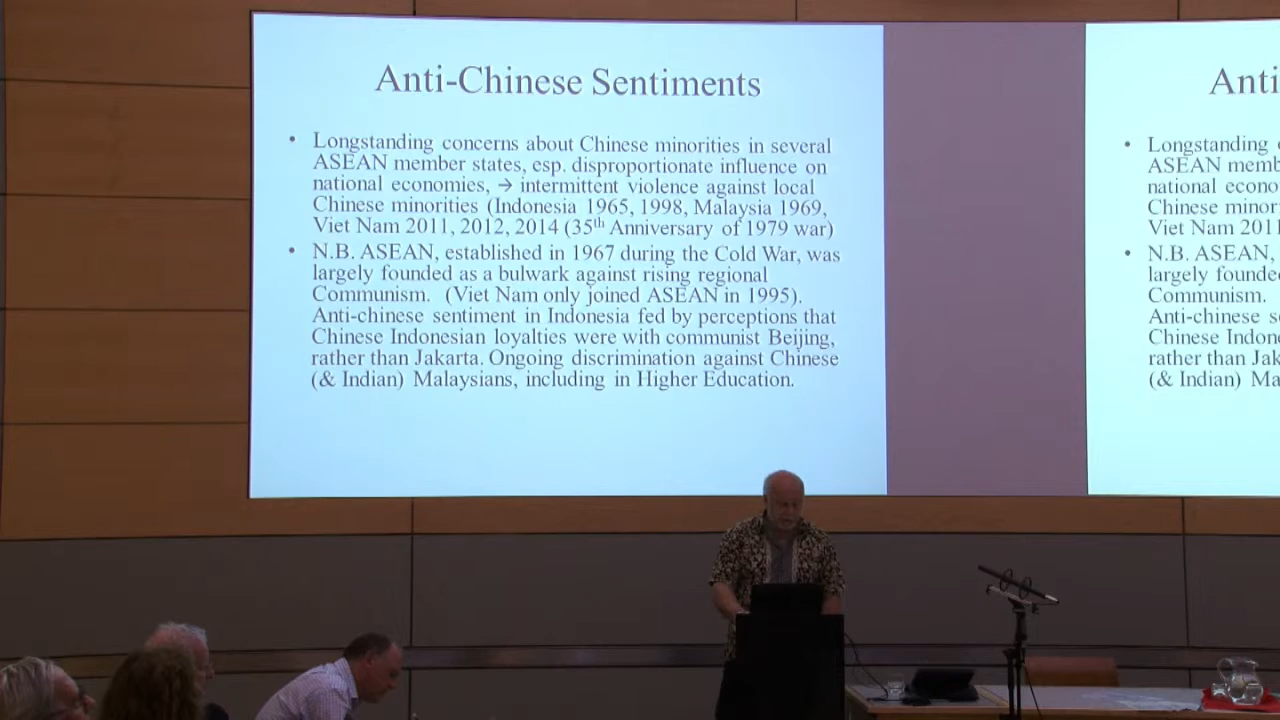 Anti-Chinese Sentiments
• Longstanding concerns about Chinese minorities in several
ASEAN member states, esp. disproportionate influence on
national economies, → intermittent violence against local
Chinese minorities (Indonesia 1965, 1998, Malaysia 1969,
Viet Nam 2011, 2012, 2014 (35th Anniversary of 1979 war)
• N.B. ASEAN, established in 1967 during the Cold War, was
largely founded as a bulwark against rising regional
Communism. (Viet Nam only joined ASEAN in 1995).
Anti-chinese sentiment in Indonesia fed by perceptions that
Chinese Indonesian loyalties were with communist Beijing,
rather than Jakarta. Ongoing discrimination against Chinese
(& Indian) Malaysians, including in Higher Education.
Anti
• Longstanding
ASEAN memb
national econo
Chinese minor
Viet Nam 201
• N.B. ASEAN,
largely founde
Communism.
Anti-chinese s
Chinese Indon
rather than Jak
(& Indian) Ma